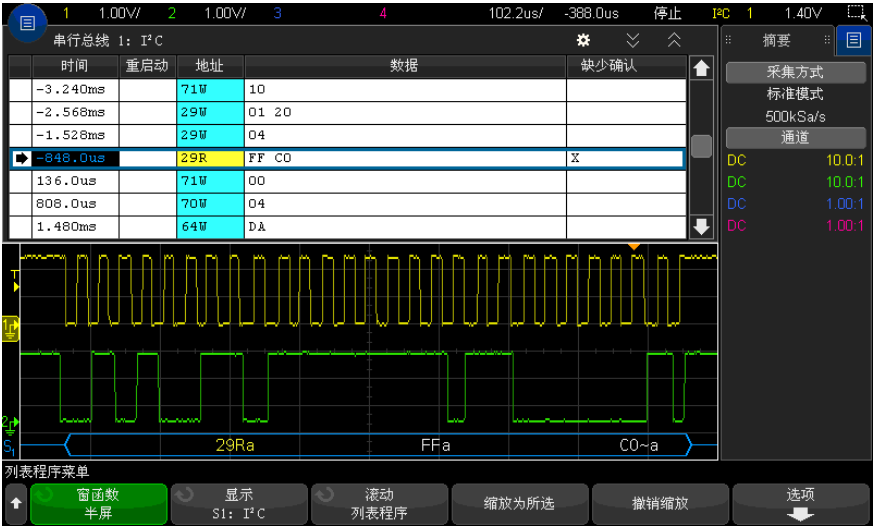 1 1.00V/ 2 1.00V/ 3 4 102.2us/ -388.0us 停止 I²C 1 1.40V
串行总线 1: I²C
时间 重启动 地址 数据 缺少确认
-3.240ms 71W 10
-2.568ms 29W 01 20
-1.528ms 29W 04
-848.0us 29R FF C0 X
136.0us 71W 00
808.0us 70W 04
1.480ms 64W DA
摘要
采集方式
标准模式
500kSa/s
通道
DC 10.0:1
DC 10.0:1
DC 1.00:1
DC 1.00:1
T
1
2
S1 29Ra FFa C0~a
列表程序菜单
窗函数
半屏
显示
S1: I²C
滚动
列表程序
缩放为所选
撤销缩放
选项